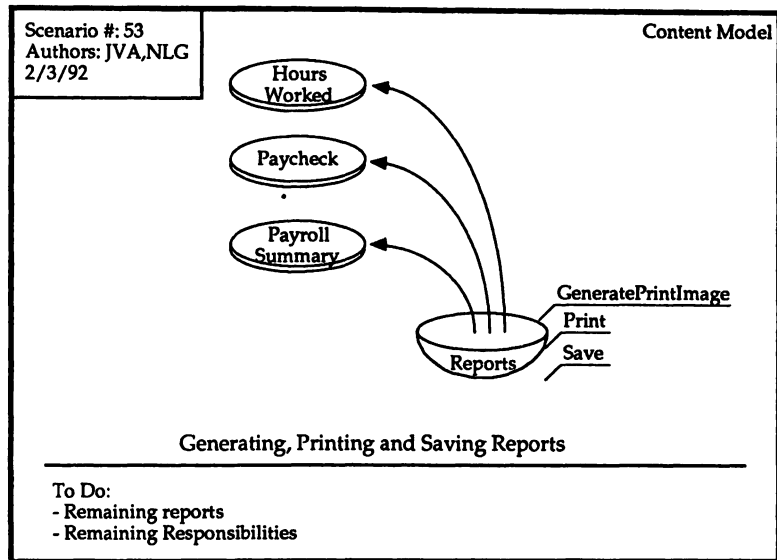 Scenario #: 53
Authors: JVA,NLG
2/3/92
Content Model
Hours
Worked
Paycheck
Payroll
Summary
GeneratePrintImage
Print
Save
Reports
Generating, Printing and Saving Reports
To Do:
- Remaining reports
- Remaining Responsibilities